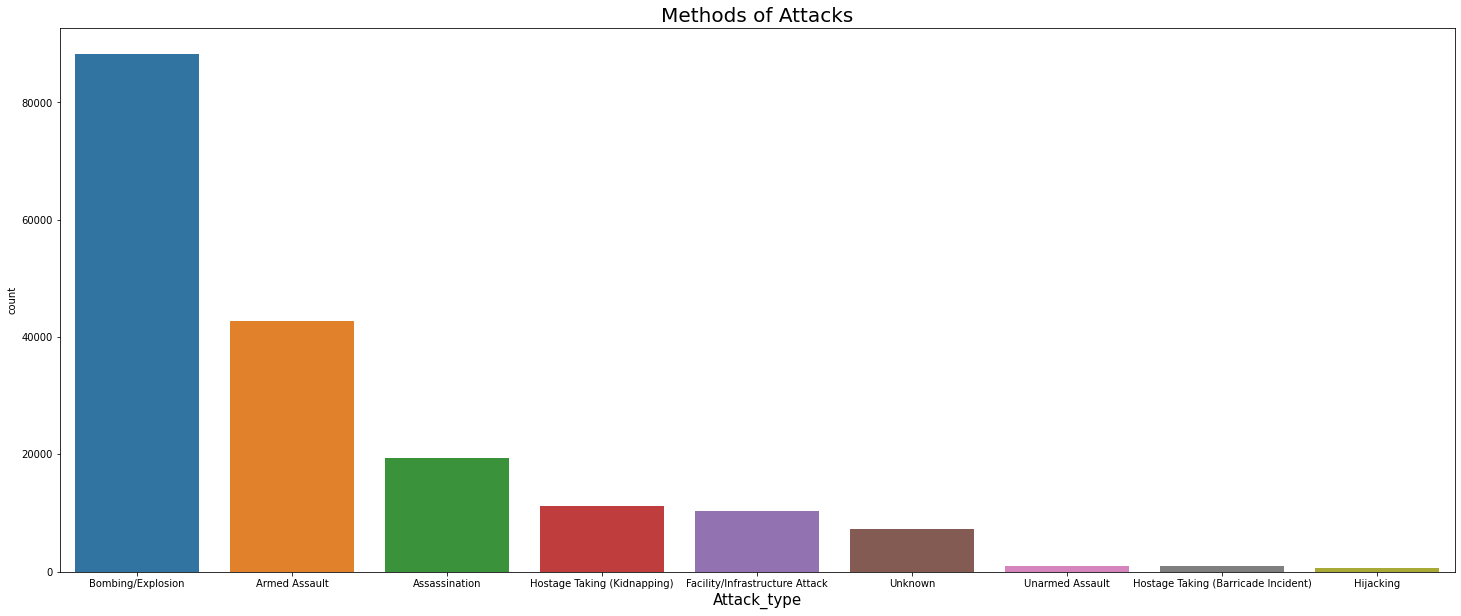 Methods of Attacks
80000
60000
count
40000
20000
0
Bombing/Explosion
Armed Assault
Assassination
Hostage Taking (Kidnapping)
Facility/Infrastructure Attack
Unknown
Unarmed Assault
Hostage Taking (Barricade Incident)
Hijacking
Attack_type